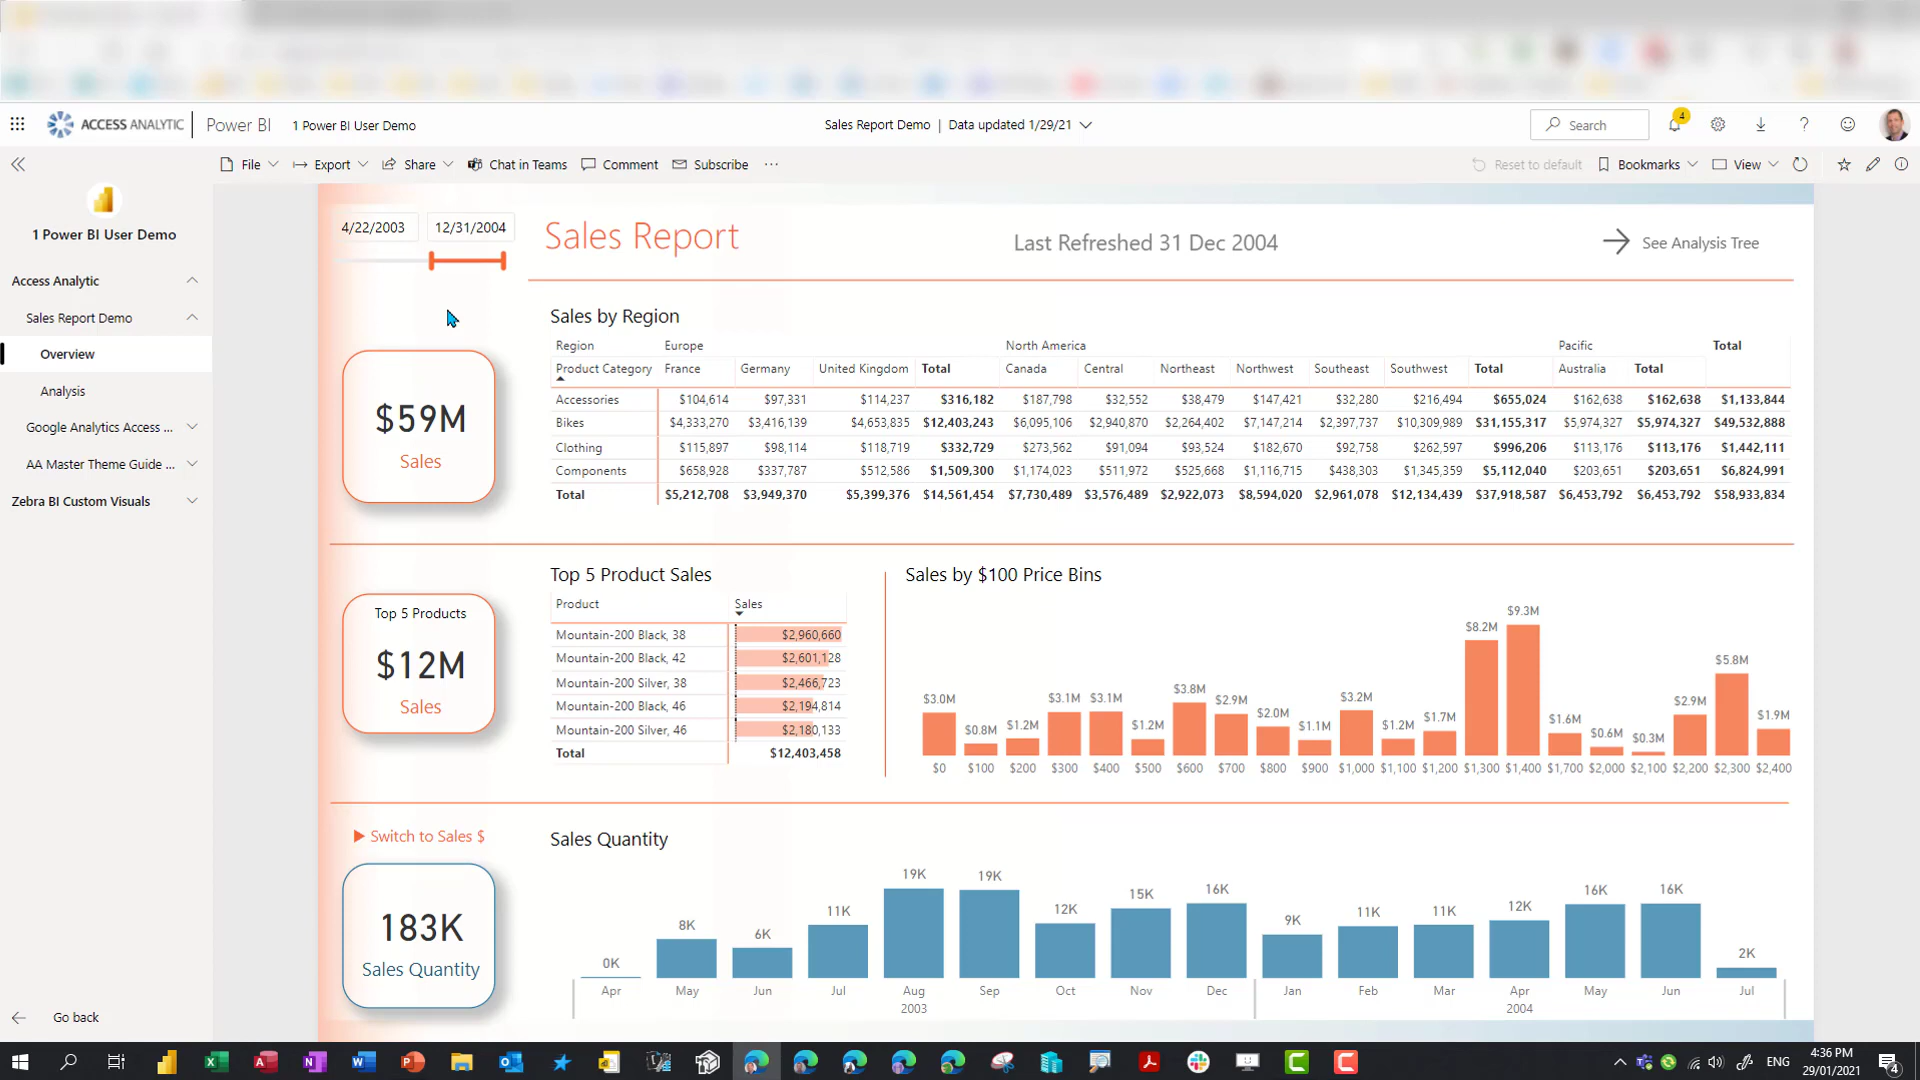 ACCESS ANALYTIC Power BI 1 Power BI User Demo Sales Report Demo | Data updated 1/29/21 Search 4
File Export Share Chat in Teams Comment Subscribe ··· Reset to default Bookmarks View
1 Power BI User Demo
Access Analytic
Sales Report Demo
Overview
Analysis
Google Analytics Access ...
AA Master Theme Guide ...
Zebra BI Custom Visuals
Go back
4/22/2003 12/31/2004
Sales Report
Last Refreshed 31 Dec 2004
See Analysis Tree
$59M
Sales
Sales by Region
Region Europe North America Pacific Total
Product Category France Germany United Kingdom Total Canada Central Northeast Northwest Southeast Southwest Total Australia Total
Accessories $104,614 $97,331 $114,237 $316,182 $187,798 $32,552 $38,479 $147,421 $32,280 $216,494 $655,024 $162,638 $162,638 $1,133,844
Bikes $4,333,270 $3,416,139 $4,653,835 $12,403,243 $6,095,106 $2,940,870 $2,264,402 $7,147,214 $2,397,737 $10,309,989 $31,155,317 $5,974,327 $5,974,327 $49,532,888
Clothing $115,897 $98,114 $118,719 $332,729 $273,562 $91,094 $93,524 $182,670 $92,758 $262,597 $996,206 $113,176 $113,176 $1,442,111
Components $658,928 $337,787 $512,586 $1,509,300 $1,174,023 $511,972 $525,668 $1,116,715 $438,303 $1,345,359 $5,112,040 $203,651 $203,651 $6,824,991
Total $5,212,708 $3,949,370 $5,399,376 $14,561,454 $7,730,489 $3,576,489 $2,922,073 $8,594,020 $2,961,078 $12,134,439 $37,918,587 $6,453,792 $6,453,792 $58,933,834
Top 5 Products
$12M
Sales
Top 5 Product Sales
Product Sales
Mountain-200 Black, 38 $2,960,660
Mountain-200 Black, 42 $2,601,128
Mountain-200 Silver, 38 $2,466,723
Mountain-200 Black, 46 $2,194,814
Mountain-200 Silver, 46 $2,180,133
Total $12,403,458
Sales by $100 Price Bins
$3.0M $0.8M $1.2M $3.1M $3.1M $1.2M $3.8M $2.9M $2.0M $1.1M $3.2M $1.2M $1.7M $8.2M $9.3M $1.6M $0.6M $0.3M $2.9M $5.8M $1.9M
$0 $100 $200 $300 $400 $500 $600 $700 $800 $900 $1,000 $1,100 $1,200 $1,300 $1,400 $1,700 $2,000 $2,100 $2,200 $2,300 $2,400
Switch to Sales $
183K
Sales Quantity
Sales Quantity
0K 8K 6K 11K 19K 19K 12K 15K 16K 9K 11K 11K 12K 16K 16K 2K
Apr May Jun Jul Aug Sep Oct Nov Dec Jan Feb Mar Apr May Jun Jul
2003 2004
ENG
4:36 PM
29/01/2021
4